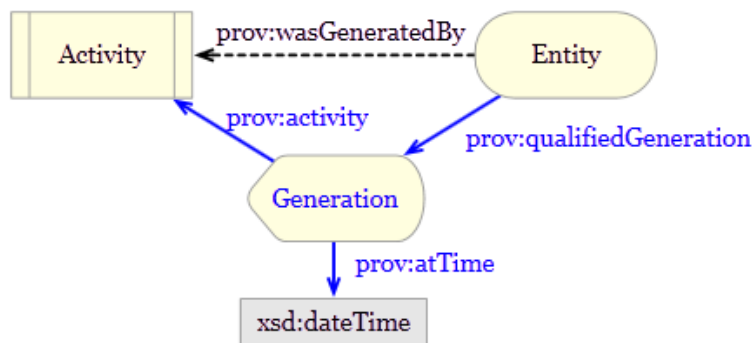 prov:wasGeneratedBy
Activity
Entity
prov:activity
prov:qualifiedGeneration
Generation
prov:atTime
xsd:dateTime